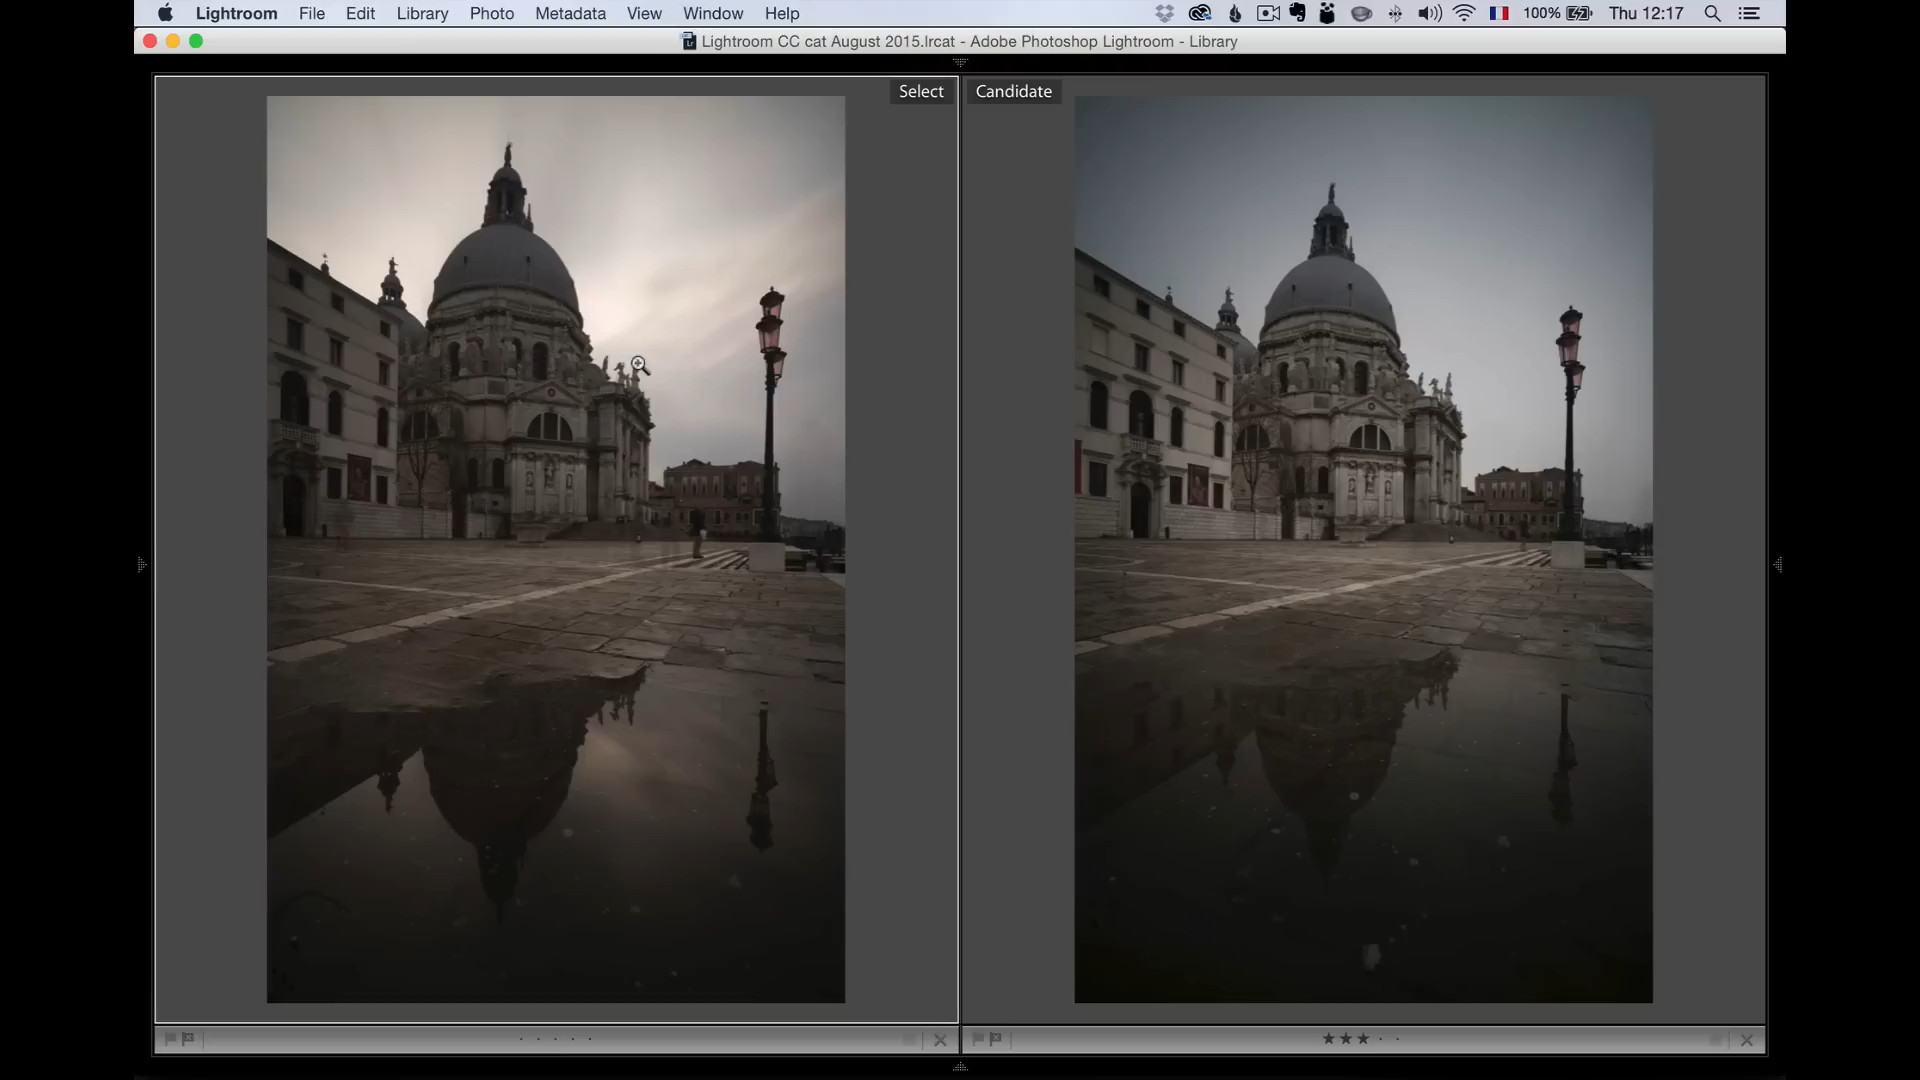 Lightroom File Edit Library Photo Metadata View Window Help 100% Thu 12:17
Lightroom CC cat August 2015.lrcat - Adobe Photoshop Lightroom - Library
Select
Candidate